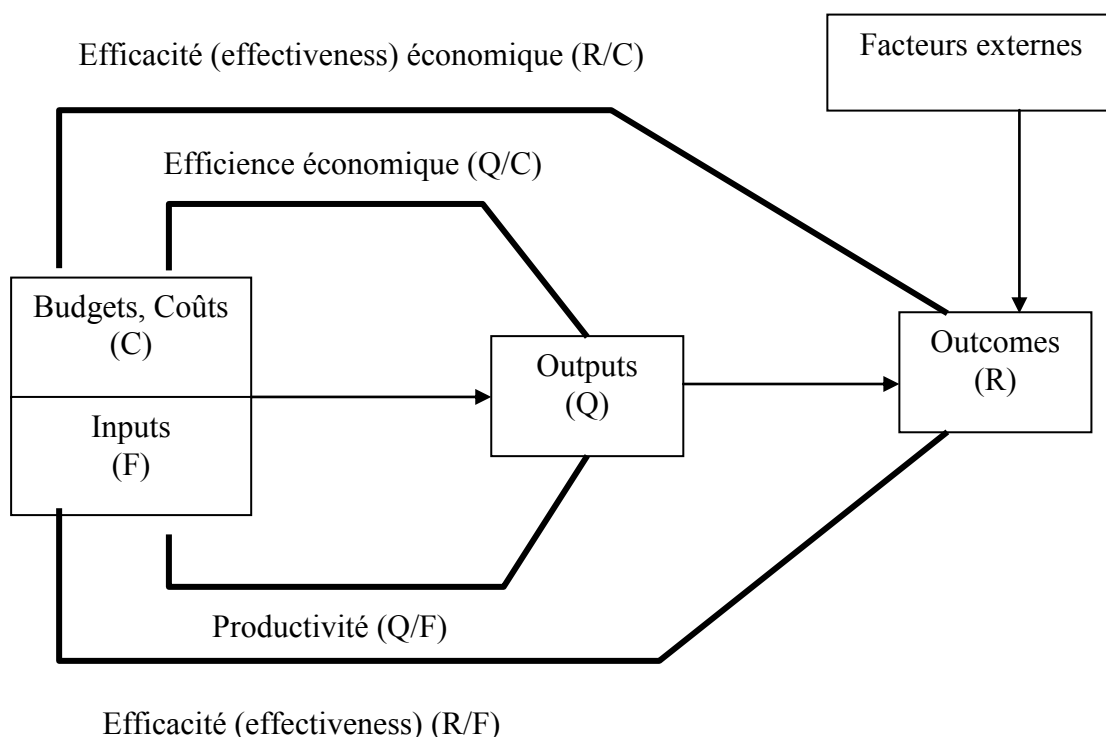 Efficacité (effectiveness) économique (R/C)
Facteurs externes
Efficience économique (Q/C)
Budgets, Coûts
(C)
Inputs
(F)
Outputs
(Q)
Outcomes
(R)
Productivité (Q/F)
Efficacité (effectiveness) (R/F)